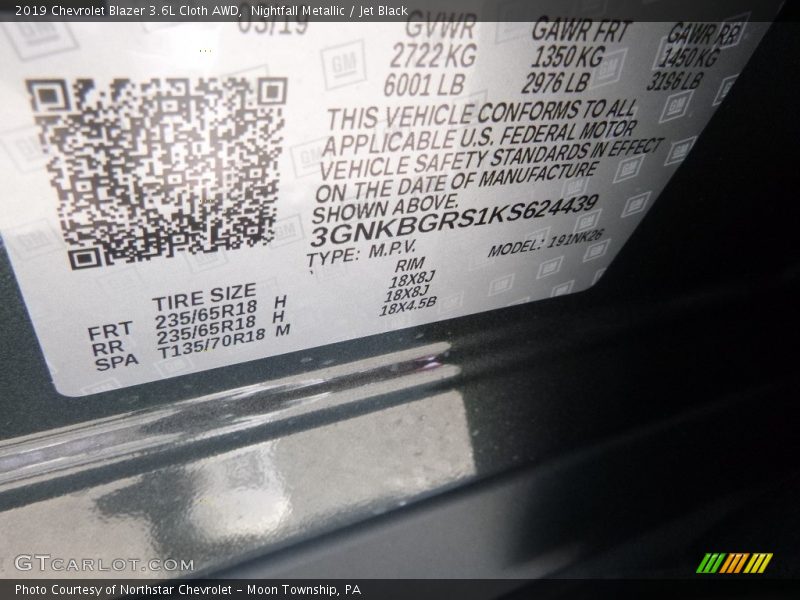 2019 Chevrolet Blazer 3.6L Cloth AWD, Nightfall Metallic / Jet Black
03/19 GVWR GAWR FRT GAWR RR
2722 KG 1350 KG 1450 KG
6001 LB 2976 LB 3196 LB
THIS VEHICLE CONFORMS TO ALL
APPLICABLE U.S. FEDERAL MOTOR
VEHICLE SAFETY STANDARDS IN EFFECT
ON THE DATE OF MANUFACTURE
SHOWN ABOVE.
3GNKBGRS1KS624439
TYPE: M.P.V. MODEL: 191NK26
TIRE SIZE RIM
FRT 235/65R18 H 18X8J
RR 235/65R18 H 18X8J
SPA T135/70R18 M 18X4.5B
GTCARLOT.COM
Photo Courtesy of Northstar Chevrolet - Moon Township, PA